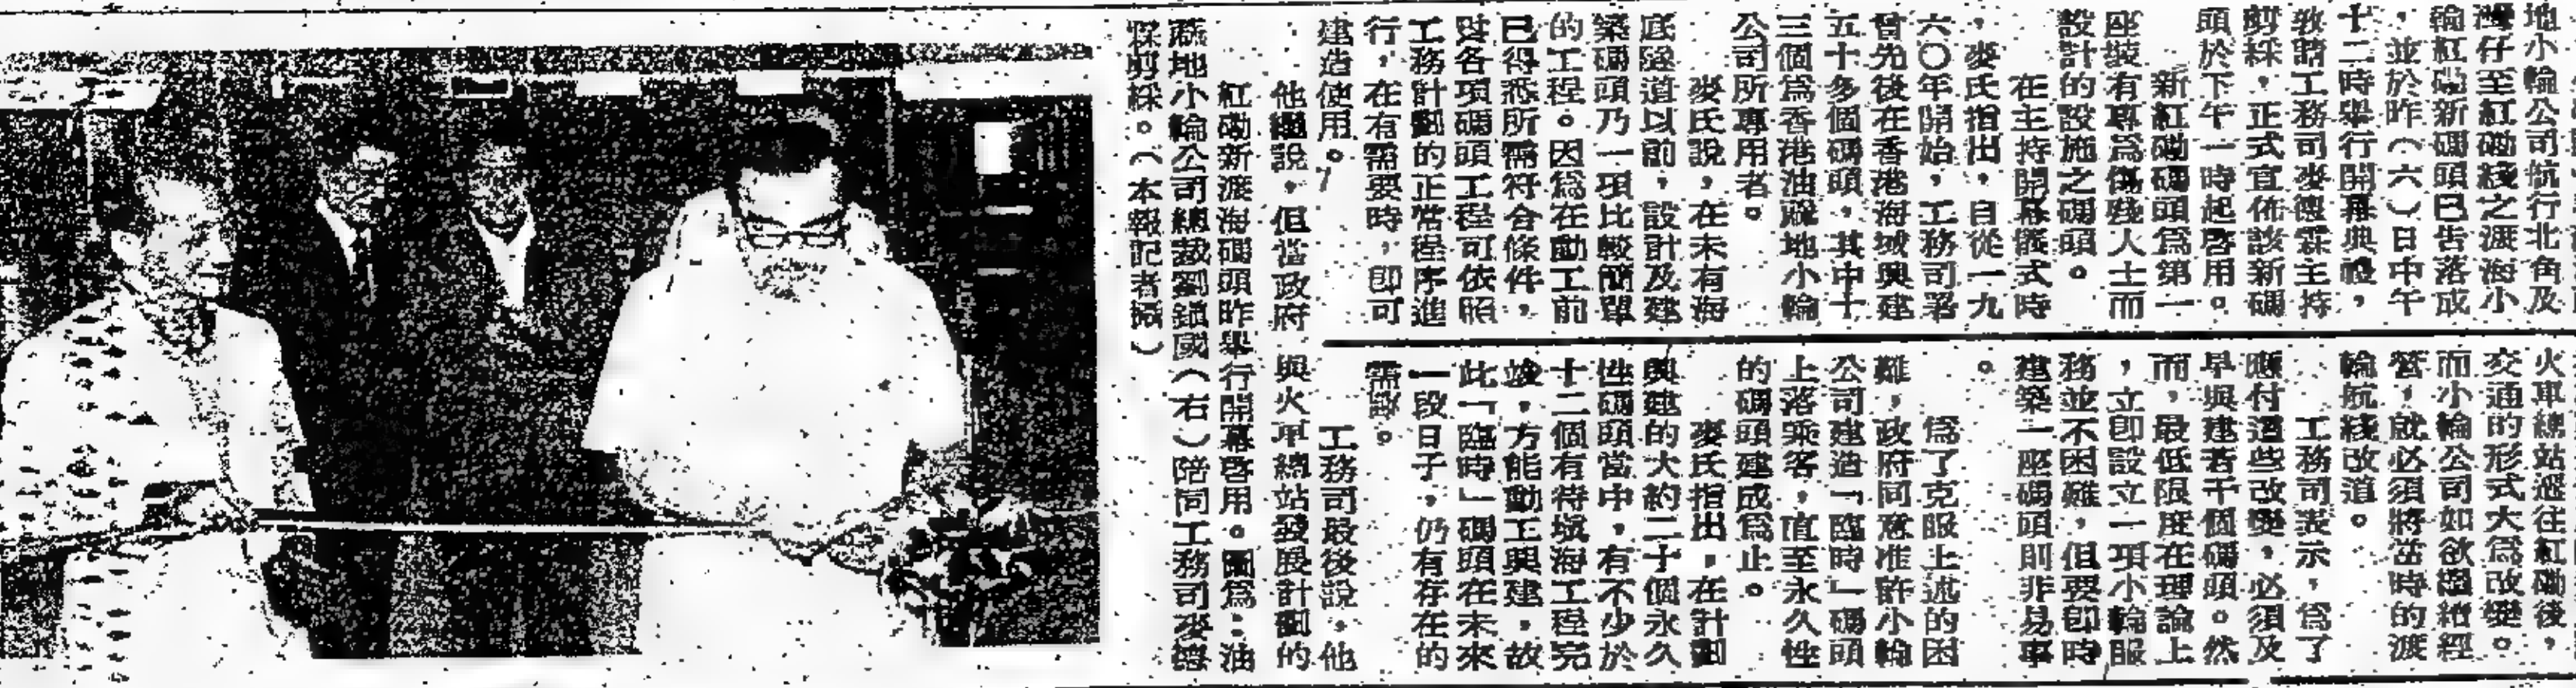 地小輪公司航行北角及
灣仔至紅磡綫之渡海小
輪紅磡新碼頭已告落成
，並於昨（六）日中午
十二時舉行開幕典禮，
敦請工務司麥德霖主持
剪綵，正式宣佈該新碼
頭於下午一時起啓用。
新紅磡碼頭爲第一
座裝有專爲傷殘人士而
設計的設施之碼頭。
在主持開幕儀式時
，麥氏指出，自從一九
六〇年開始，工務司署
曾先後在香港海域興建
五十多個碼頭，其中十
三個爲香港油蔴地小輪
公司所專用者。
麥氏說，在未有海
底隧道以前，設計及建
築碼頭乃一項比較簡單
的工程。因爲在動工前
已得悉所需符合條件，
與各項碼頭工程可依照
工務計劃的正常程序進
行，在有需要時，即可
建造使用。
他繼說，但當政府
與火車總站發展計劃的
火車總站遷往紅磡後，
交通的形式大爲改變。
而小輪公司如欲繼續經
營，就必須將當時的渡
輪航綫改道。
工務司表示，爲了
應付這些改變，必須及
早興建若干個碼頭。然
而，最低限度在理論上
，立即設立一項小輪服
務並不困難，但要即時
建築一座碼頭則非易事
。
爲了克服上述的困
難，政府同意准許小輪
公司建造「臨時」碼頭
上落乘客，直至永久性
的碼頭建成爲止。
麥氏指出，在計劃
興建的大約二十個永久
性碼頭當中，有不少於
十二個有待填海工程完
竣，方能動工興建，故
此「臨時」碼頭在未來
一段日子，仍有存在的
需要。
工務司最後說，他
紅磡新渡海碼頭昨舉行開幕啓用。圖爲：油
蔴地小輪公司總裁劉鎮國（右）陪同工務司麥德
霖剪綵。（本報記者攝）